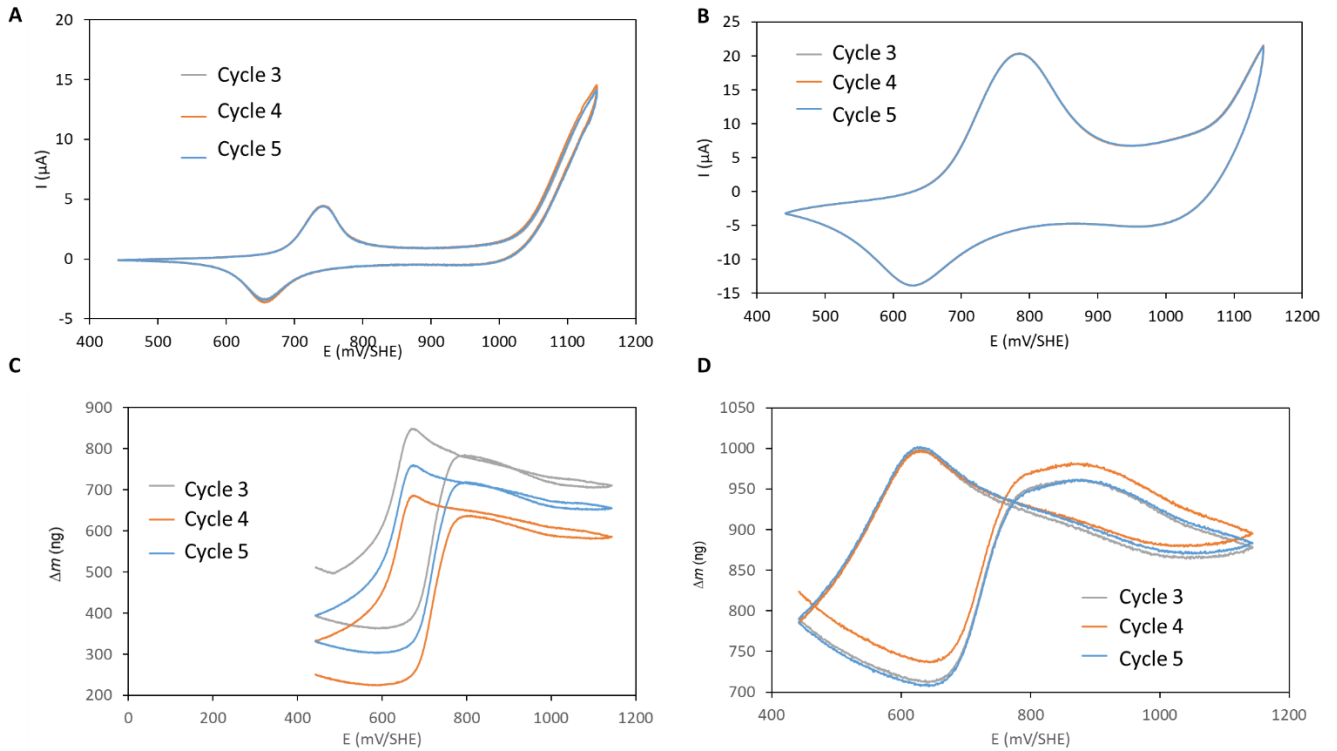 A
20
15
10
5
0
-5
I (µA)
Cycle 3
Cycle 4
Cycle 5
400 500 600 700 800 900 1000 1100 1200
E (mV/SHE)
B
25
20
15
10
5
0
-5
-10
-15
I (µA)
Cycle 3
Cycle 4
Cycle 5
400 500 600 700 800 900 1000 1100 1200
E (mV/SHE)
C
900
800
700
600
500
400
300
200
Δm (ng)
Cycle 3
Cycle 4
Cycle 5
0 200 400 600 800 1000 1200
E (mV/SHE)
D
1050
1000
950
900
850
800
750
700
Δm (ng)
Cycle 3
Cycle 4
Cycle 5
400 600 800 1000 1200
E (mV/SHE)